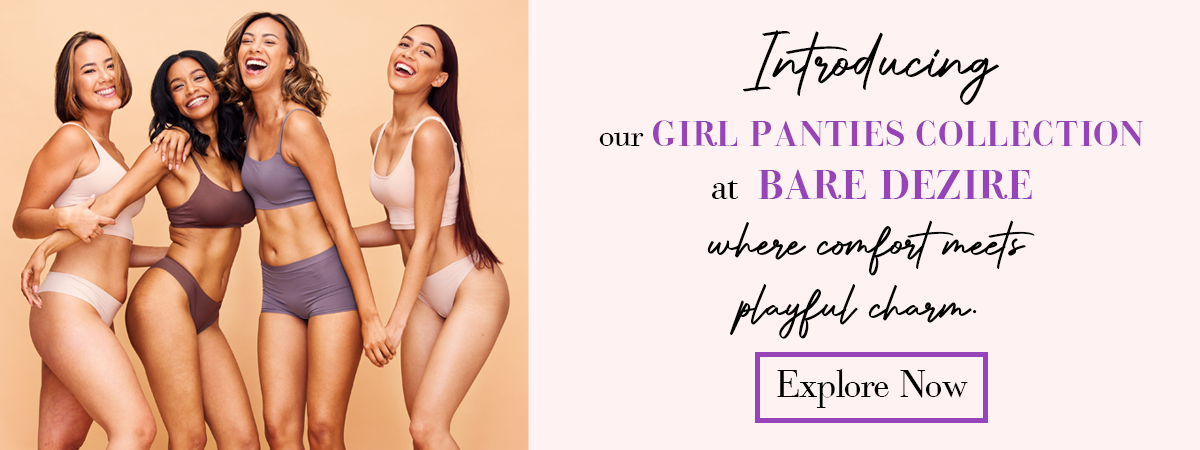 Introducing
our GIRL PANTIES COLLECTION
at BARE DEZIRE
where comfort meets
playful charm.
Explore Now